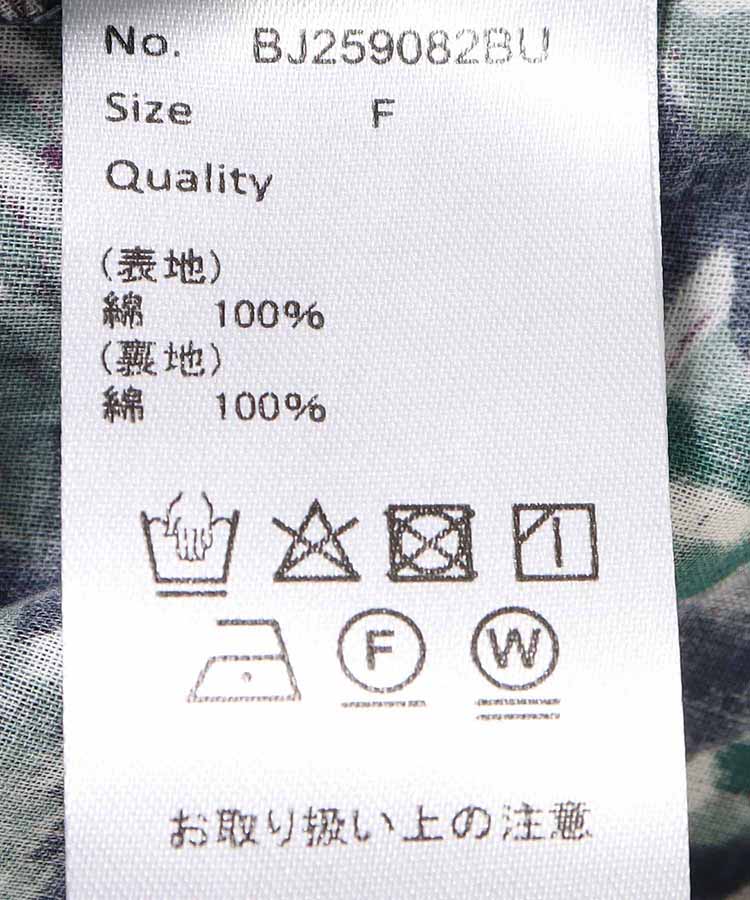 No. BJ259082BU
Size F
Quality
(表地)
綿 100%
(裏地)
綿 100%
F W
お取り扱い上の注意